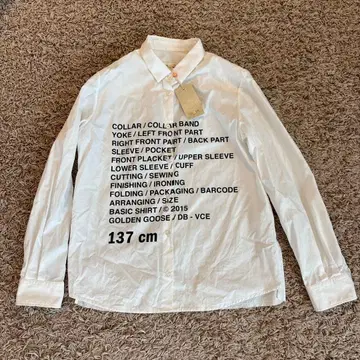 COLLAR / COLLAR BAND
YOKE / LEFT FRONT PART
RIGHT FRONT PART / BACK PART
SLEEVE / POCKET
FRONT PLACKET / UPPER SLEEVE
LOWER SLEEVE / CUFF
CUTTING / SEWING
FINISHING / IRONING
FOLDING / PACKAGING / BARCODE
ARRANGING / SIZE
BASIC SHIRT / © 2015
GOLDEN GOOSE / DB - VCE
137 cm